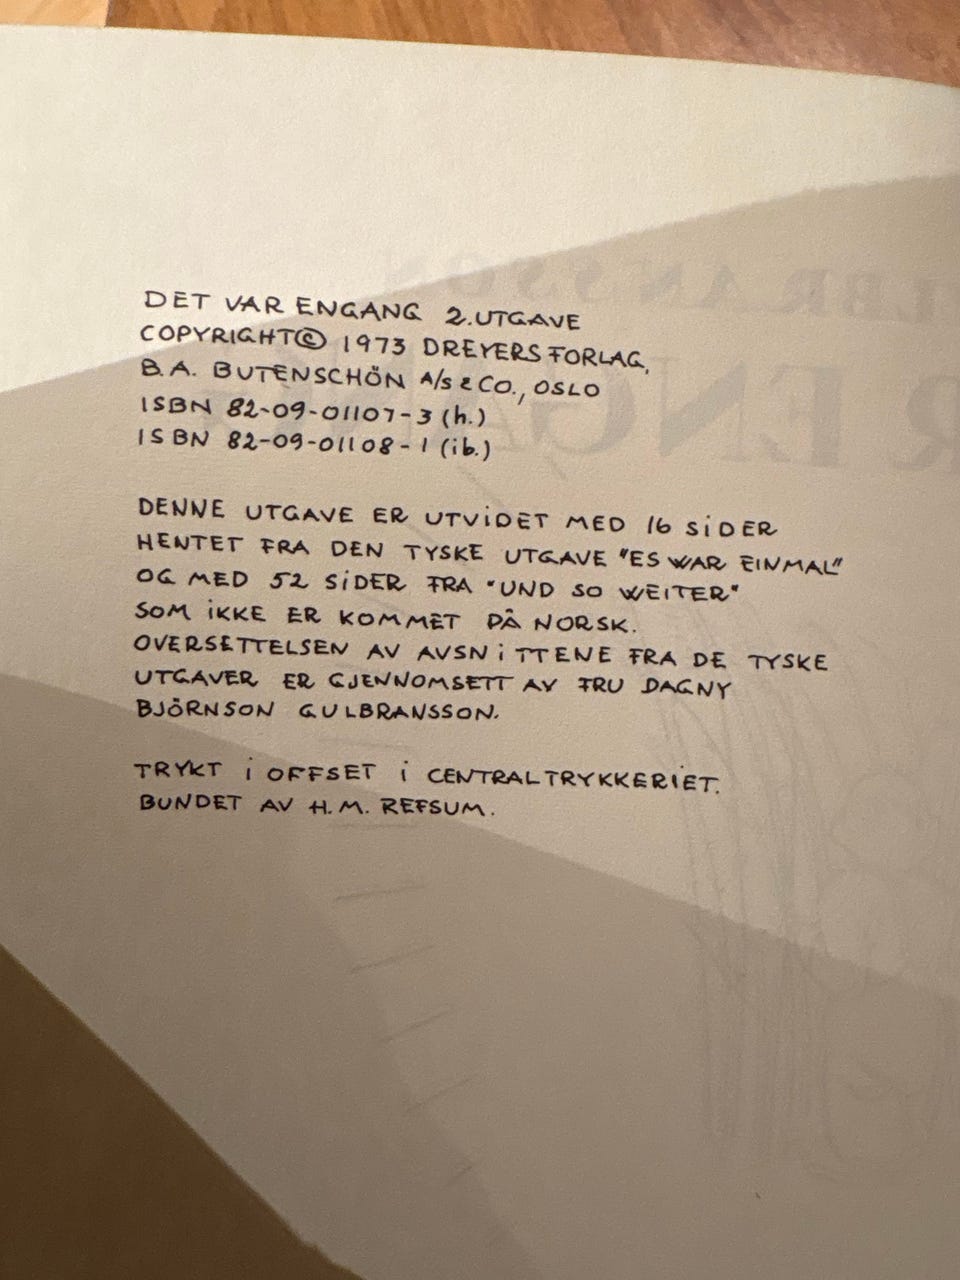 DET VAR ENGANG 2. UTGAVE
COPYRIGHT © 1973 DREYERS FORLAG,
B.A. BUTENSCHÖN A/S & CO., OSLO
ISBN 82-09-01107-3 (h.)
ISBN 82-09-01108-1 (ib.)
DENNE UTGAVE ER UTVIDET MED 16 SIDER
HENTET FRA DEN TYSKE UTGAVE "ES WAR EINMAL"
OG MED 52 SIDER FRA "UND SO WEITER"
SOM IKKE ER KOMMET PÅ NORSK.
OVERSETTELSEN AV AVSNITTENE FRA DE TYSKE
UTGAVER ER GJENNOMSETT AV FRU DAGNY
BJÖRNSON GULBRANSSON.
TRYKT I OFFSET I CENTRALTRYKKERIET.
BUNDET AV H.M. REFSUM.